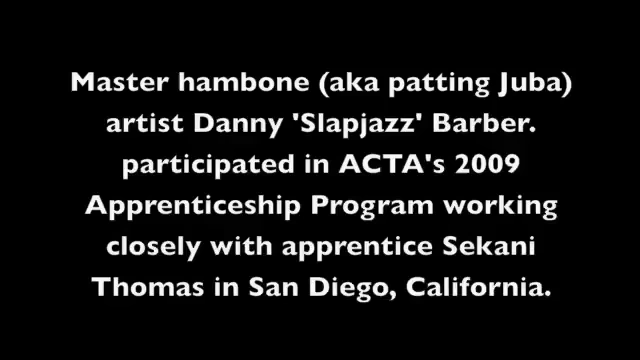 Master hambone (aka patting Juba)
artist Danny 'Slapjazz' Barber.
participated in ACTA's 2009
Apprenticeship Program working
closely with apprentice Sekani
Thomas in San Diego, California.